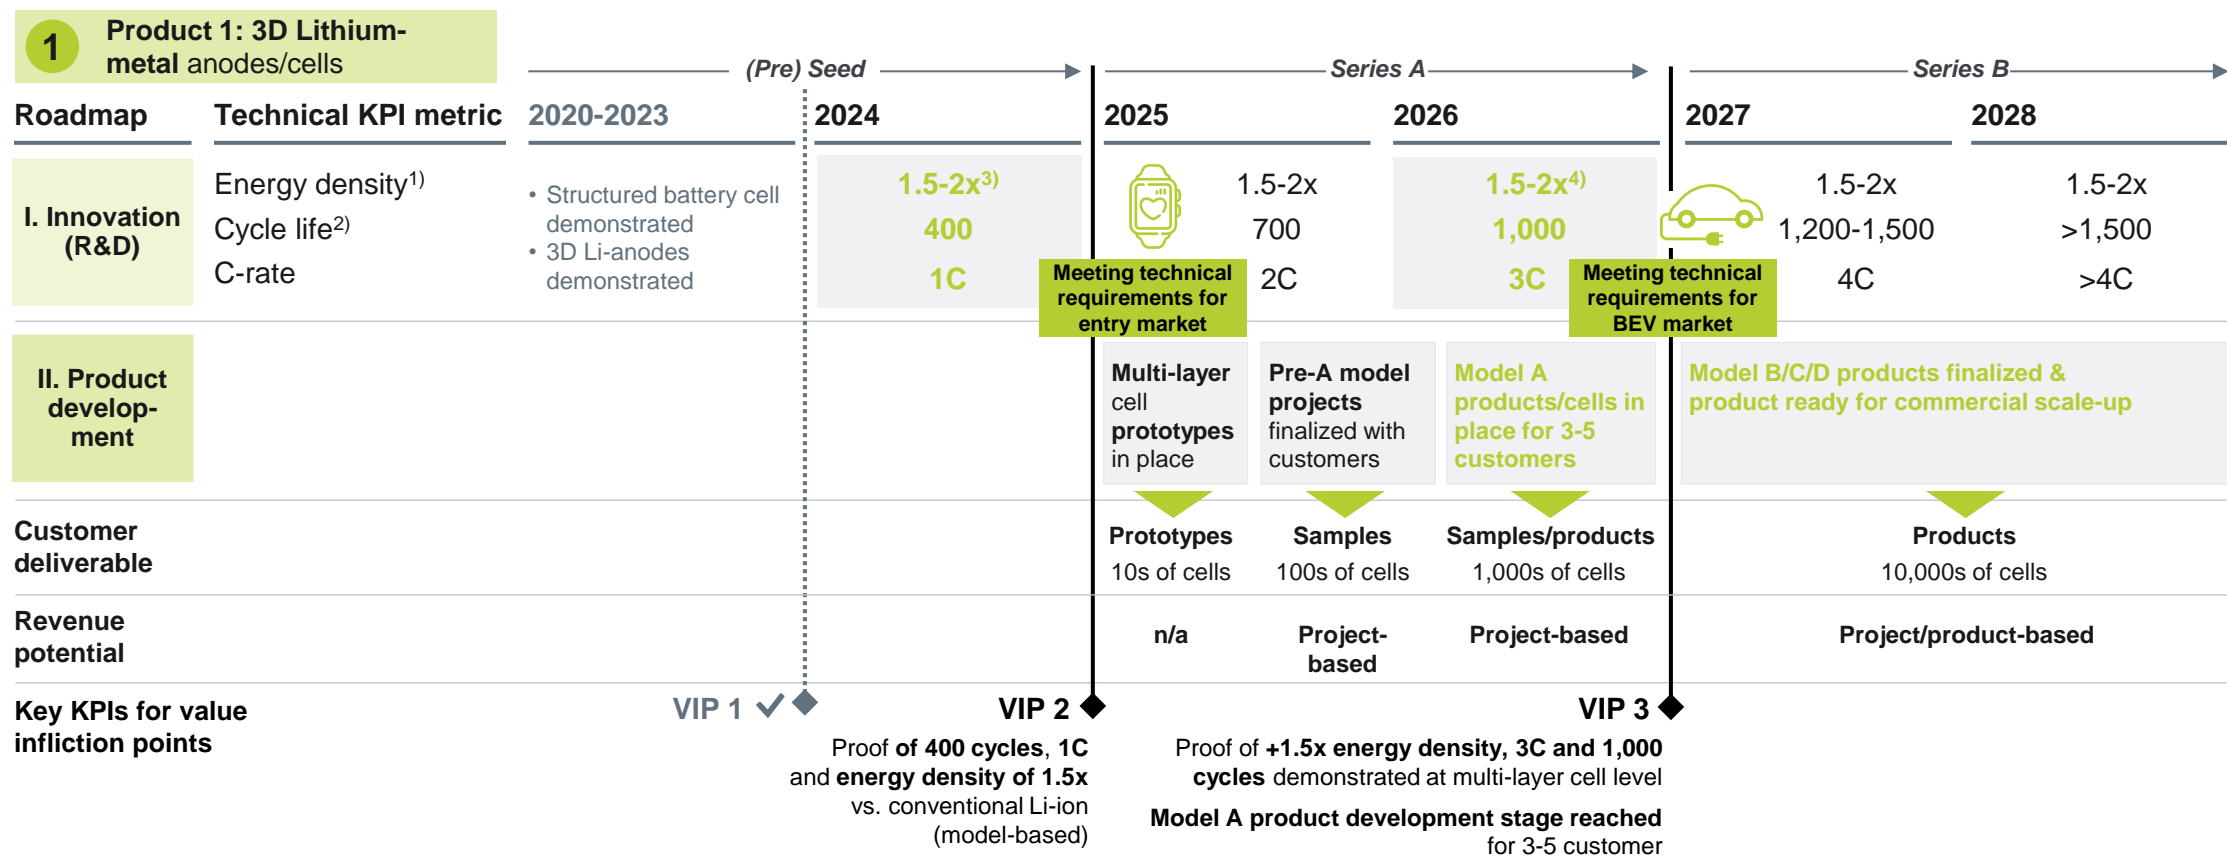 1
Product 1: 3D Lithium-
metal anodes/cells
(Pre) Seed
Series A
Series B
Roadmap
Technical KPI metric
2020-2023
2024
2025
2026
2027
2028
I. Innovation
(R&D)
Energy density1)
Cycle life2)
C-rate
• Structured battery cell
demonstrated
• 3D Li-anodes
demonstrated
1.5-2x3)
400
1C
1.5-2x
700
2C
1.5-2x4)
1,000
3C
1.5-2x
1,200-1,500
4C
1.5-2x
>1,500
>4C
Meeting technical
requirements for
entry market
Meeting technical
requirements for
BEV market
II. Product
develop-
ment
Multi-layer
cell
prototypes
in place
Pre-A model
projects
finalized with
customers
Model A
products/cells in
place for 3-5
customers
Model B/C/D products finalized &
product ready for commercial scale-up
Customer
deliverable
Prototypes
10s of cells
Samples
100s of cells
Samples/products
1,000s of cells
Products
10,000s of cells
Revenue
potential
n/a
Project-
based
Project-based
Project/product-based
Key KPIs for value
infliction points
VIP 1
VIP 2
Proof of 400 cycles, 1C
and energy density of 1.5x
vs. conventional Li-ion
(model-based)
VIP 3
Proof of +1.5x energy density, 3C and 1,000
cycles demonstrated at multi-layer cell level
Model A product development stage reached
for 3-5 customer